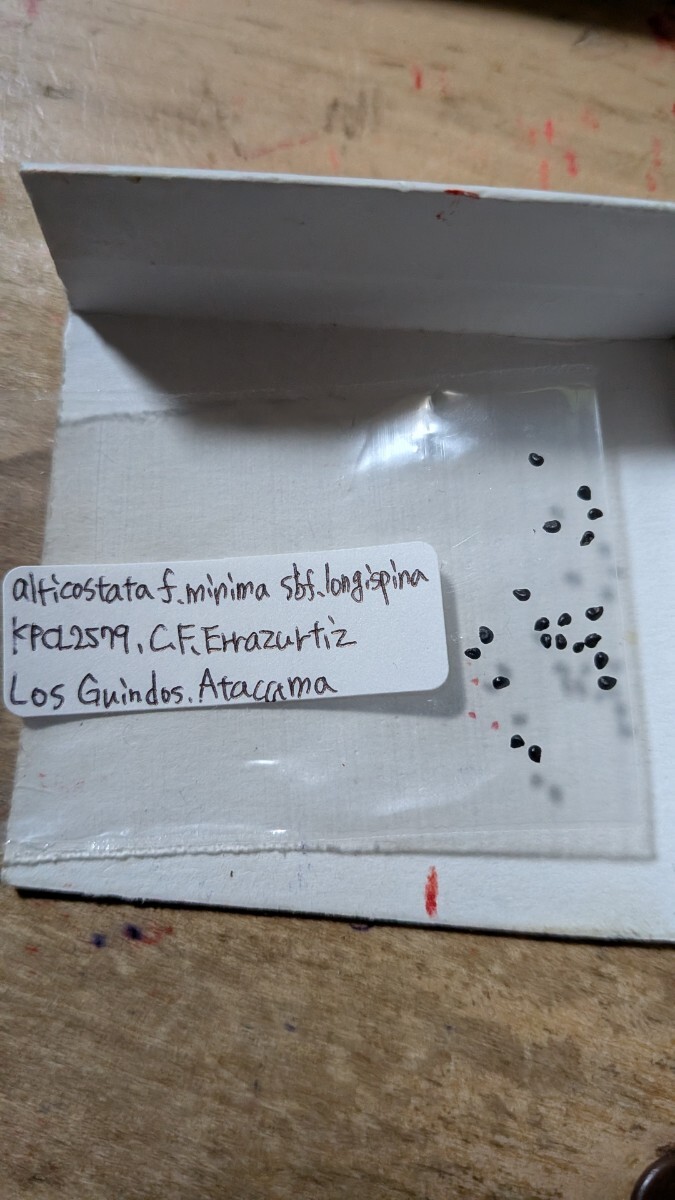 alticostata f.minima sbf.longispina
KPCL2579, C.F.Errazurtiz
Los Guindos.Atacama